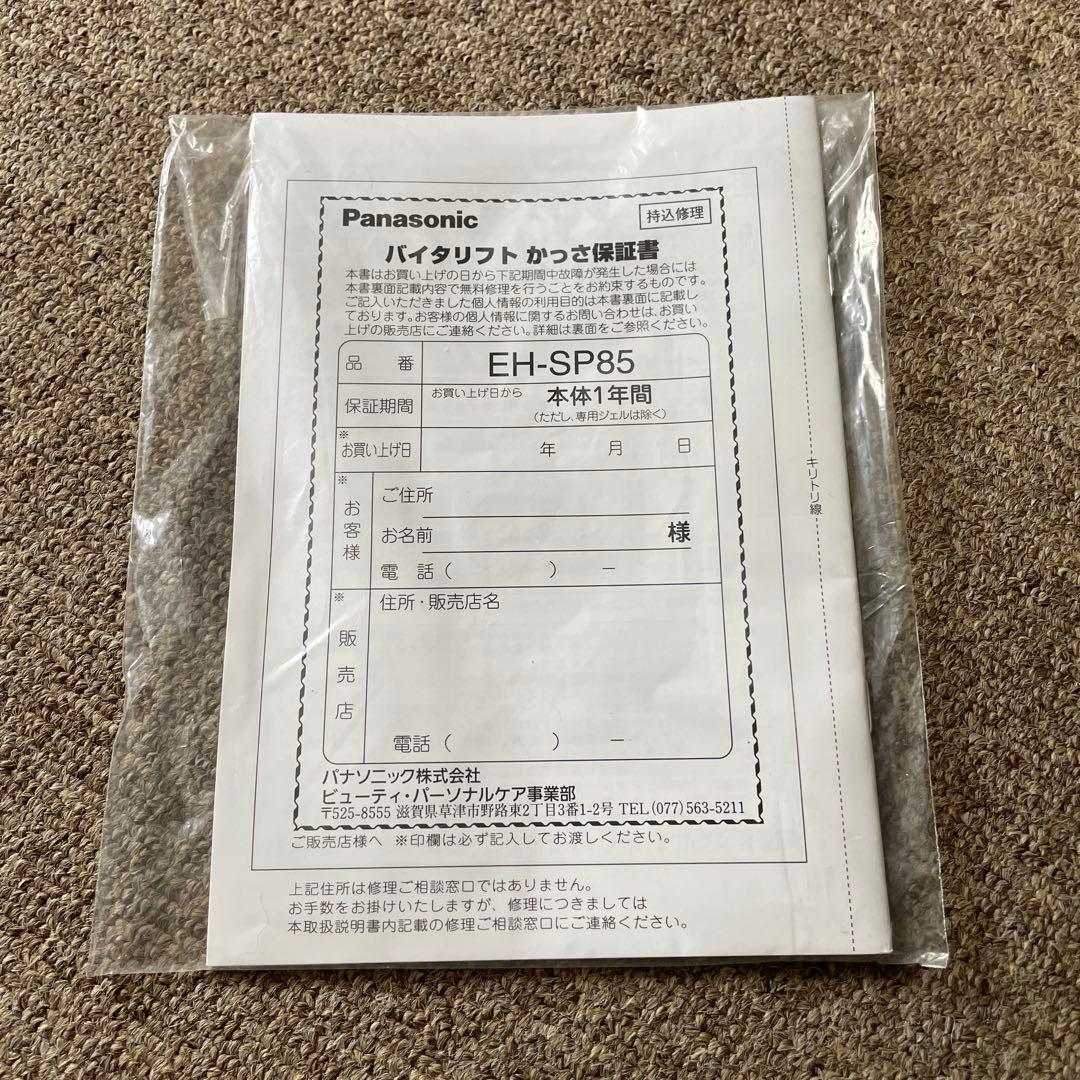 Panasonic
持込修理
バイタリフト かっさ保証書
本書はお買い上げの日から下記期間中故障が発生した場合には
本書裏面記載内容で無料修理を行うことをお約束するものです。
ご記入いただきました個人情報の利用目的は本書裏面に記載し
ております。お客様の個人情報に関するお問い合わせは、お買い
上げの販売店にご連絡ください。詳細は裏面をご参照ください。
品番 EH-SP85
保証期間 お買い上げ日から 本体1年間
(ただし、専用ジェルは除く)
※お買い上げ日 年 月 日
※お客様
ご住所
お名前 様
電話 ( ) ―
※販売店
住所・販売店名
電話 ( ) ―
パナソニック株式会社
ビューティ・パーソナルケア事業部
〒525-8555 滋賀県草津市野路東2丁目3番1-2号 TEL (077) 563-5211
ご販売店様へ ※印欄は必ず記入してお渡しください。
上記住所は修理ご相談窓口ではありません。
お手数をお掛けいたしますが、修理につきましては
本取扱説明書内記載の修理ご相談窓口にご連絡ください。
キリトリ線